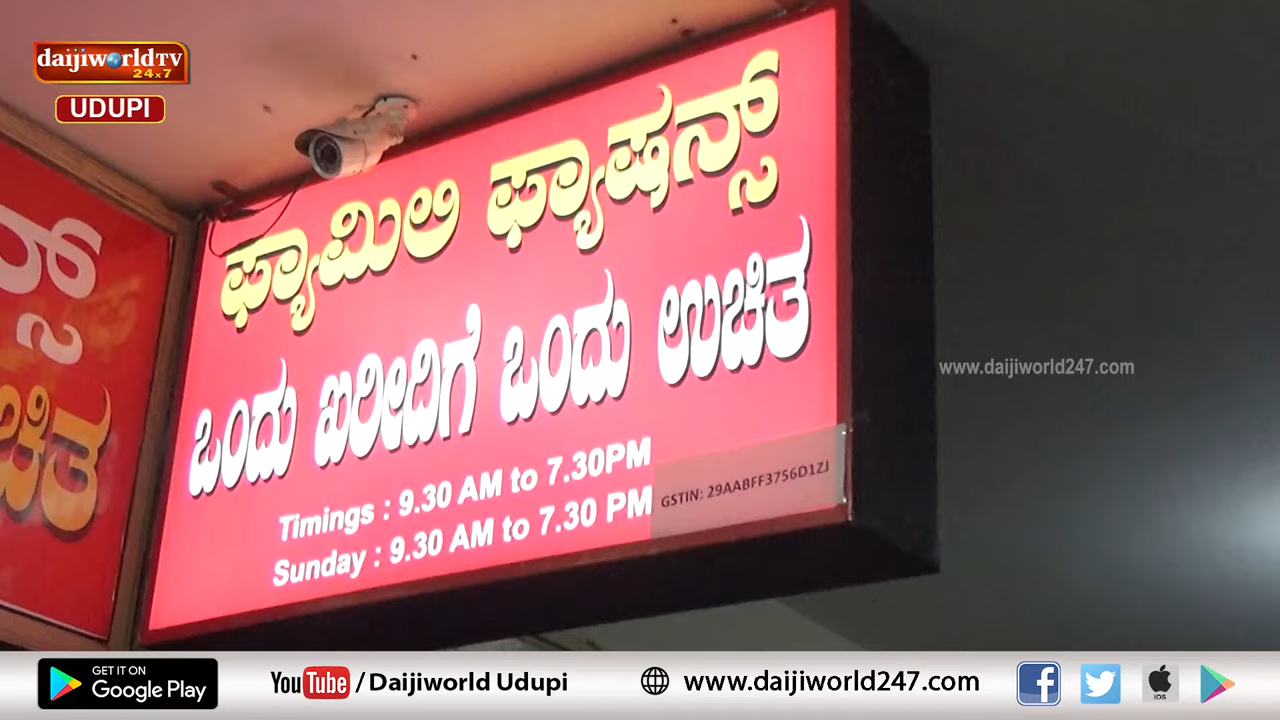 daijiworldTV
24x7
UDUPI
ಫ್ಯಾಮಿಲಿ ಫ್ಯಾಷನ್ಸ್
ಒಂದು ಖರೀದಿಗೆ ಒಂದು ಉಚಿತ
Timings : 9.30 AM to 7.30PM
Sunday : 9.30 AM to 7.30 PM
GSTIN: 29AABFF3756D1ZJ
ಚಿತ
www.daijiworld247.com
GET IT ON
Google Play
YouTube / Daijiworld Udupi
www.daijiworld247.com
iOS